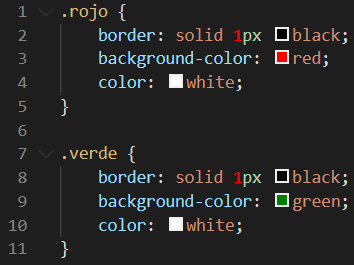 1 .rojo {
2     border: solid 1px black;
3     background-color: red;
4     color: white;
5 }
6
7 .verde {
8     border: solid 1px black;
9     background-color: green;
10     color: white;
11 }